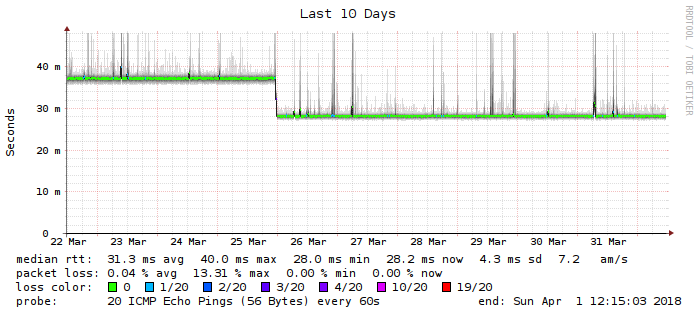 Last 10 Days
RRDTOOL / TOBI OETIKER
Seconds
40 m
30 m
20 m
10 m
0
22 Mar 23 Mar 24 Mar 25 Mar 26 Mar 27 Mar 28 Mar 29 Mar 30 Mar 31 Mar
median rtt: 31.3 ms avg 40.0 ms max 28.0 ms min 28.2 ms now 4.3 ms sd 7.2 am/s
packet loss: 0.04 % avg 13.31 % max 0.00 % min 0.00 % now
loss color: 0 1/20 2/20 3/20 4/20 10/20 19/20
probe: 20 ICMP Echo Pings (56 Bytes) every 60s end: Sun Apr 1 12:15:03 2018